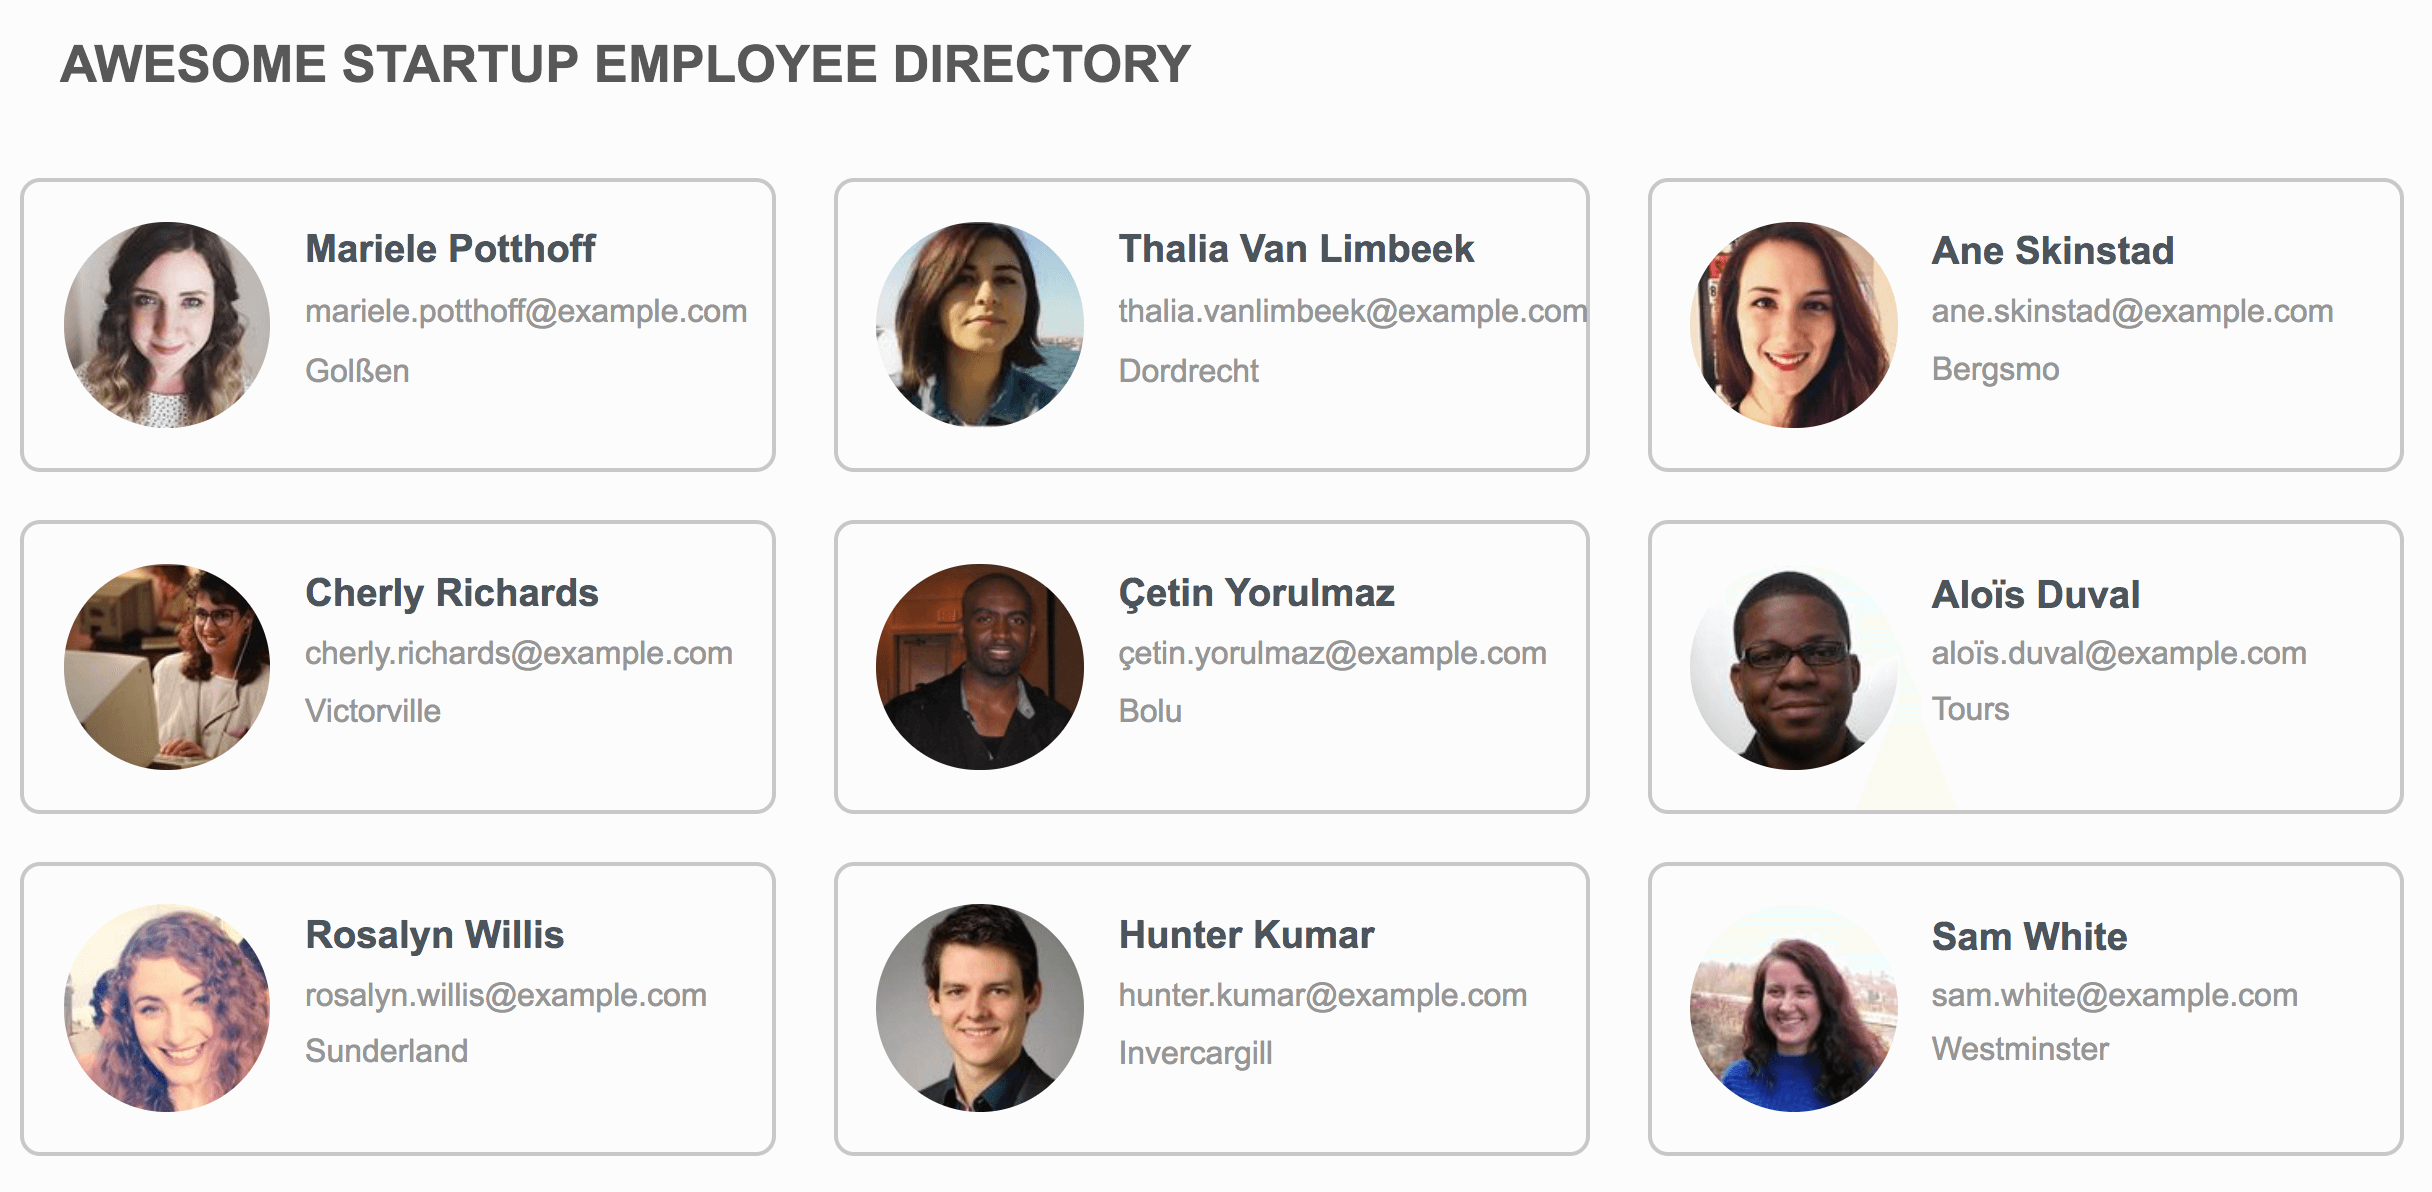 AWESOME STARTUP EMPLOYEE DIRECTORY
Mariele Potthoff
mariele.potthoff@example.com
Golßen
Thalia Van Limbeek
thalia.vanlimbeek@example.com
Dordrecht
Ane Skinstad
ane.skinstad@example.com
Bergsmo
Cherly Richards
cherly.richards@example.com
Victorville
Çetin Yorulmaz
çetin.yorulmaz@example.com
Bolu
Aloïs Duval
aloïs.duval@example.com
Tours
Rosalyn Willis
rosalyn.willis@example.com
Sunderland
Hunter Kumar
hunter.kumar@example.com
Invercargill
Sam White
sam.white@example.com
Westminster